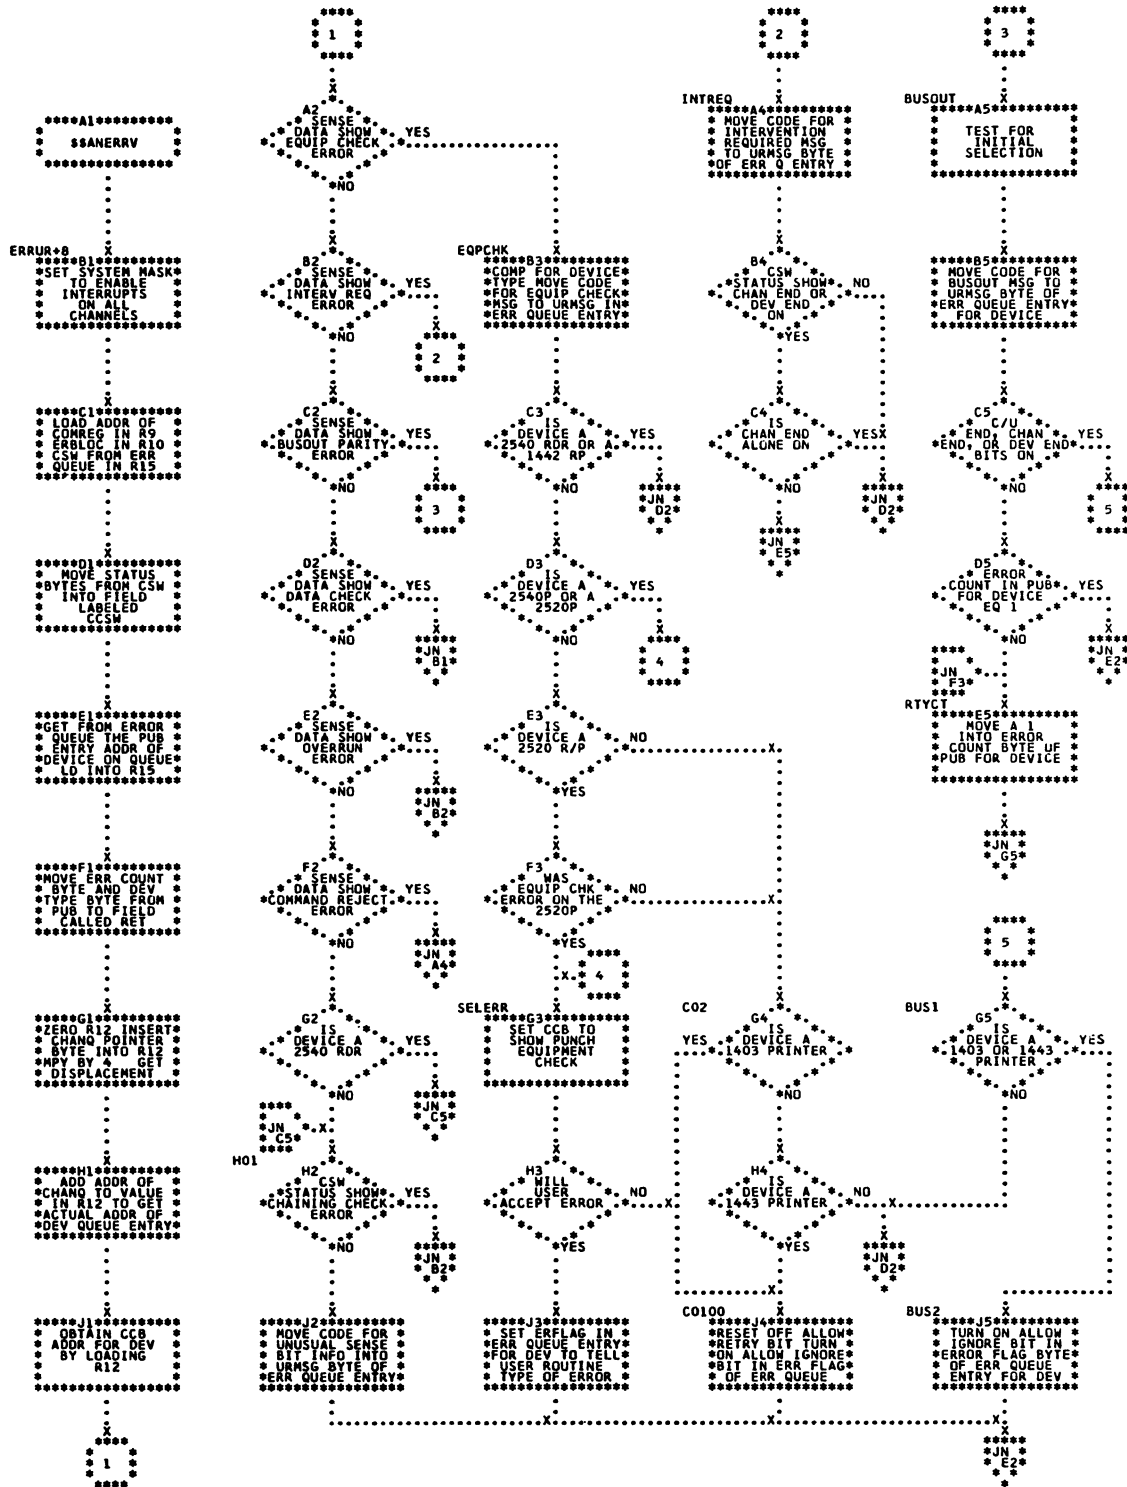 1
2
3
A1
$$ANERRV
A2
SENSE
DATA SHOW
EQUIP CHECK
ERROR
YES
NO
INTREQ
A4
MOVE CODE FOR
INTERVENTION
REQUIRED MSG
TO URMSG BYTE
OF ERR Q ENTRY
BUSOUT
A5
TEST FOR
INITIAL
SELECTION
ERRUR+8
B1
SET SYSTEM MASK
TO ENABLE
INTERRUPTS
ON ALL
CHANNELS
B2
SENSE
DATA SHOW
INTERV REQ
ERROR
YES
NO
2
EQPCHK
B3
COMP FOR DEVICE
TYPE MOVE CODE
FOR EQUIP CHECK
MSG TO URMSG IN
ERR QUEUE ENTRY
B4
CSW
STATUS SHOW
CHAN END OR
DEV END
ON
NO
YES
B5
MOVE CODE FOR
BUSOUT MSG TO
URMSG BYTE OF
ERR QUEUE ENTRY
FOR DEVICE
C1
LOAD ADDR OF
COMREG IN R9
ERBLOC IN R10
CSW FROM ERR
QUEUE IN R15
C2
SENSE
DATA SHOW
BUSOUT PARITY
ERROR
YES
NO
3
C3
IS
DEVICE A
2540 RDR OR A
1442 RP
YES
NO
JN
D2
C4
IS
CHAN END
ALONE ON
YES
NO
JN
D2
JN
E5
C5
C/U
END, CHAN
END, OR DEV END
BITS ON
YES
NO
5
D1
MOVE STATUS
BYTES FROM CSW
INTO FIELD
LABELED
CCSW
D2
SENSE
DATA SHOW
DATA CHECK
ERROR
YES
NO
JN
B1
D3
IS
DEVICE A
2540P OR A
2520P
YES
NO
4
D5
ERROR
COUNT IN PUB
FOR DEVICE
EQ 1
YES
NO
JN
E2
JN
F3
E1
GET FROM ERROR
QUEUE THE PUB
ENTRY ADDR OF
DEVICE ON QUEUE
LD INTO R15
E2
SENSE
DATA SHOW
OVERRUN
ERROR
YES
NO
JN
B2
E3
IS
DEVICE A
2520 R/P
NO
YES
RTYCT
E5
MOVE A 1
INTO ERROR
COUNT BYTE OF
PUB FOR DEVICE
JN
G5
F1
MOVE ERR COUNT
BYTE AND DEV
TYPE BYTE FROM
PUB TO FIELD
CALLED RET
F2
SENSE
DATA SHOW
COMMAND REJECT
ERROR
YES
NO
JN
A4
F3
WAS
EQUIP CHK
ERROR ON THE
2520P
NO
YES
4
5
G1
ZERO R12 INSERT
CHANQ POINTER
BYTE INTO R12
MPY BY 4 GET
DISPLACEMENT
G2
IS
DEVICE A
2540 RDR
YES
NO
JN
C5
JN
C5
SELERR
G3
SET CCB TO
SHOW PUNCH
EQUIPMENT
CHECK
CO2
G4
IS
DEVICE A
1403 PRINTER
YES
NO
BUS1
G5
IS
DEVICE A
1403 OR 1443
PRINTER
YES
NO
H1
ADD ADDR OF
CHANQ TO VALUE
IN R12 TO GET
ACTUAL ADDR OF
DEV QUEUE ENTRY
HO1
H2
CSW
STATUS SHOW
CHAINING CHECK
ERROR
YES
NO
JN
B2
H3
WILL
USER
ACCEPT ERROR
NO
YES
H4
IS
DEVICE A
1443 PRINTER
NO
YES
JN
D2
J1
OBTAIN CCB
ADDR FOR DEV
BY LOADING
R12
J2
MOVE CODE FOR
UNUSUAL SENSE
BIT INFO INTO
URMSG BYTE OF
ERR QUEUE ENTRY
J3
SET ERFLAG IN
ERR QUEUE ENTRY
FOR DEV TO TELL
USER ROUTINE
TYPE OF ERROR
CO100
J4
RESET OFF ALLOW
RETRY BIT TURN
ON ALLOW IGNORE
BIT IN ERR FLAG
OF ERR QUEUE
BUS2
J5
TURN ON ALLOW
IGNORE BIT IN
ERROR FLAG BYTE
OF ERR QUEUE
ENTRY FOR DEV
1
JN
E2